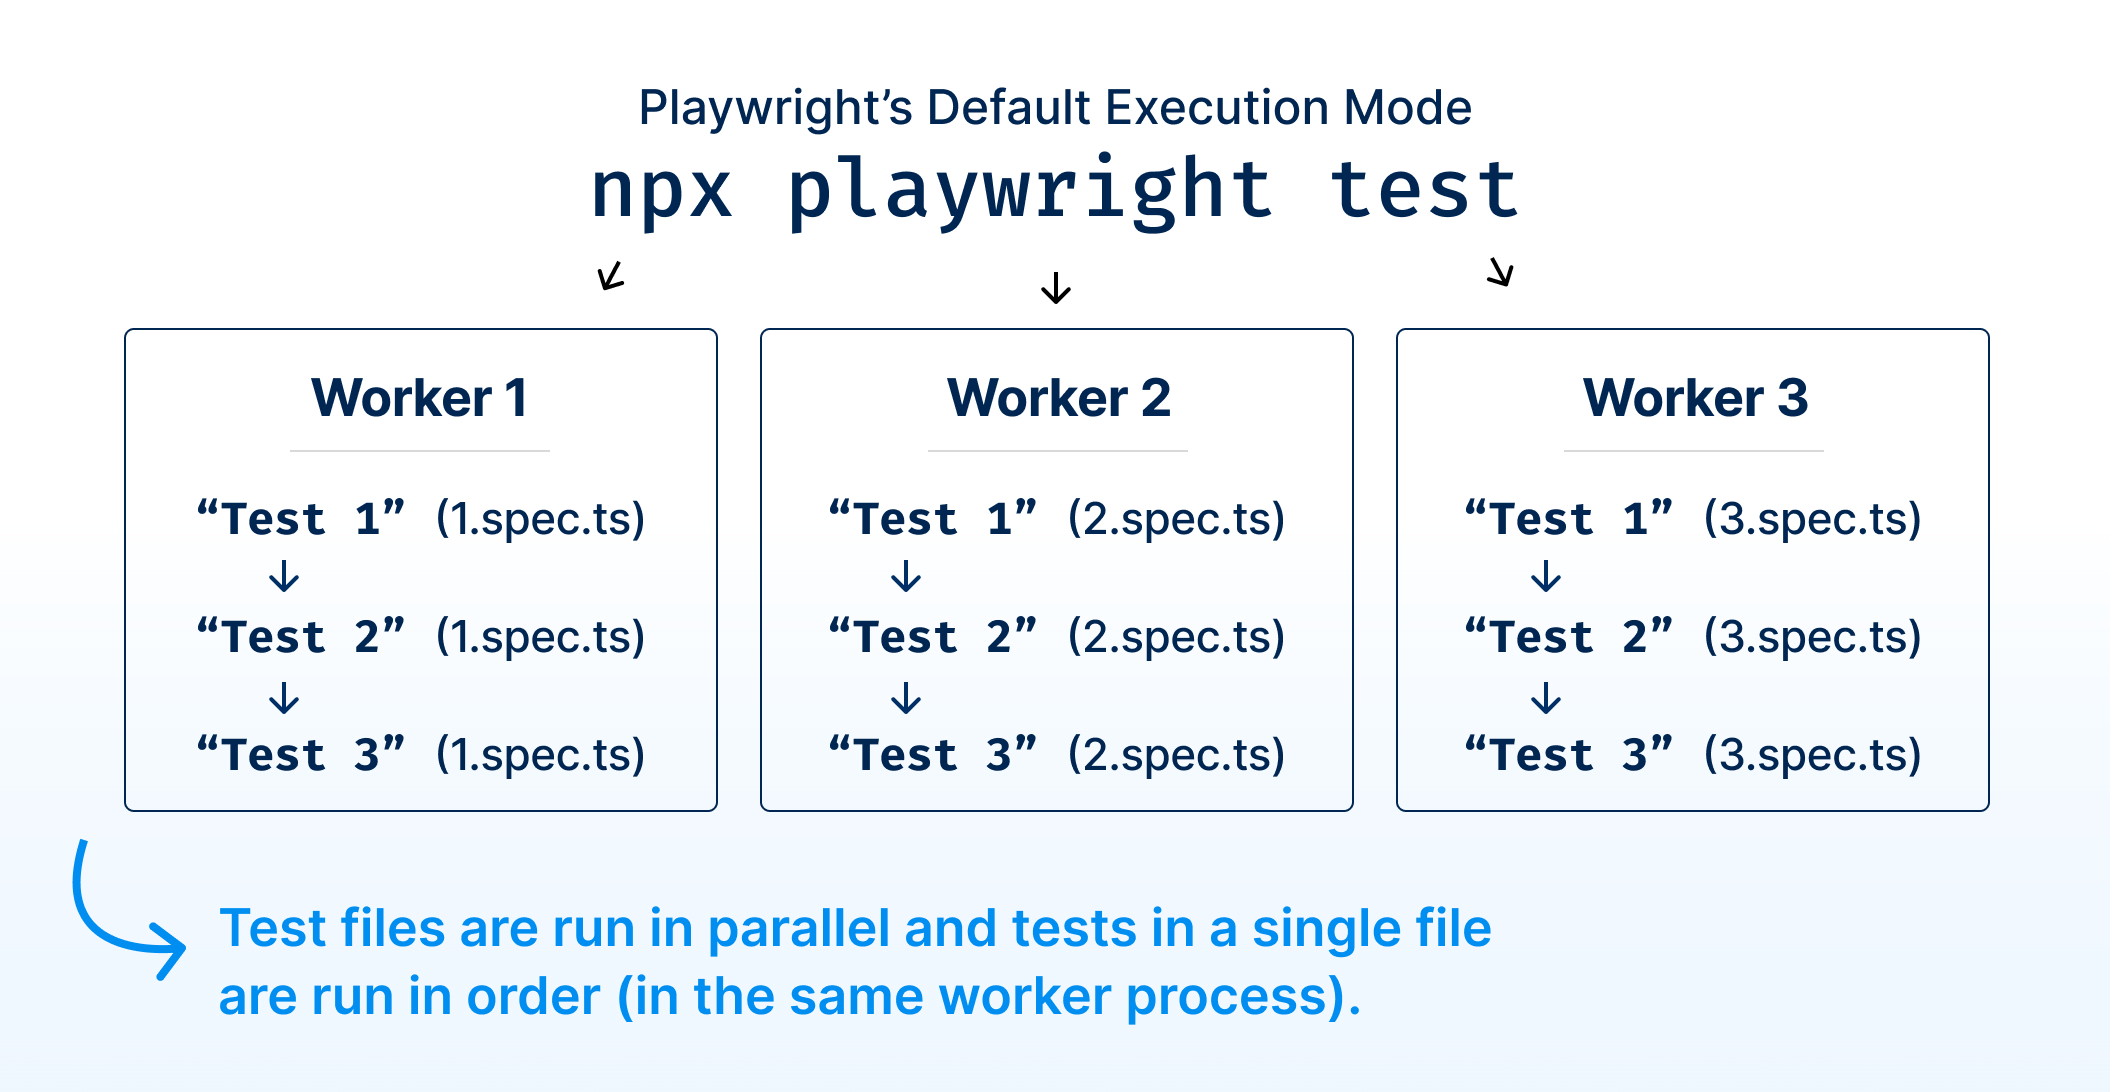 Playwright’s Default Execution Mode
npx playwright test
Worker 1
“Test 1” (1.spec.ts)
“Test 2” (1.spec.ts)
“Test 3” (1.spec.ts)
Worker 2
“Test 1” (2.spec.ts)
“Test 2” (2.spec.ts)
“Test 3” (2.spec.ts)
Worker 3
“Test 1” (3.spec.ts)
“Test 2” (3.spec.ts)
“Test 3” (3.spec.ts)
Test files are run in parallel and tests in a single file
are run in order (in the same worker process).